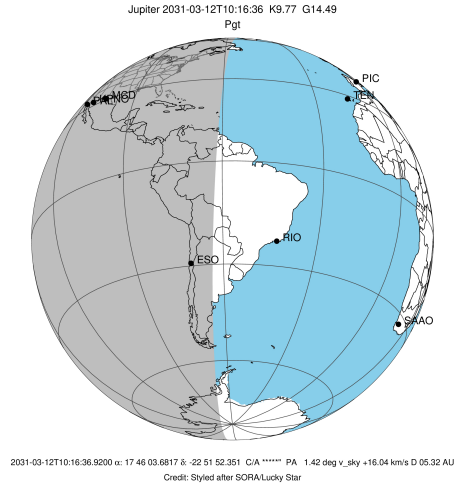 Jupiter 2031-03-12T10:16:36 K9.77 G14.49
Pgt
PIC
TEN
MCD
RIO
ESO
SAAO
2031-03-12T10:16:36.9200 α: 17 46 03.6817 δ: -22 51 52.351 C/A *****" PA 1.42 deg v_sky +16.04 km/s D 05.32 AU
Credit: Styled after SORA/Lucky Star